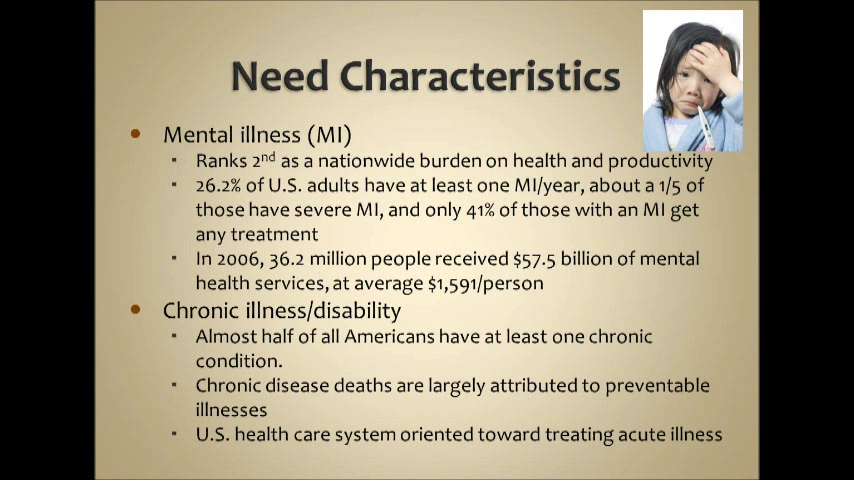 Need Characteristics
• Mental illness (MI)
▪ Ranks 2nd as a nationwide burden on health and productivity
▪ 26.2% of U.S. adults have at least one MI/year, about a 1/5 of
those have severe MI, and only 41% of those with an MI get
any treatment
▪ In 2006, 36.2 million people received $57.5 billion of mental
health services, at average $1,591/person
• Chronic illness/disability
▪ Almost half of all Americans have at least one chronic
condition.
▪ Chronic disease deaths are largely attributed to preventable
illnesses
▪ U.S. health care system oriented toward treating acute illness